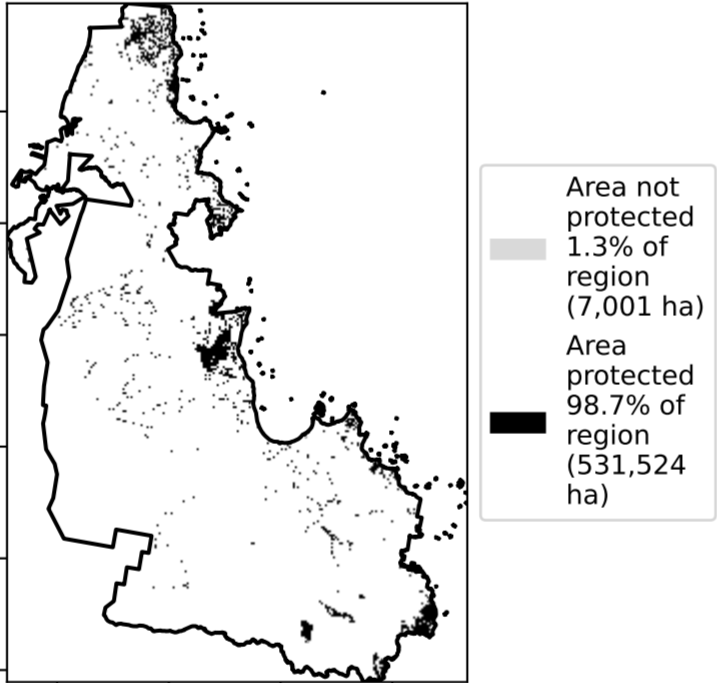 Area not
protected
1.3% of
region
(7,001 ha)
Area
protected
98.7% of
region
(531,524
ha)